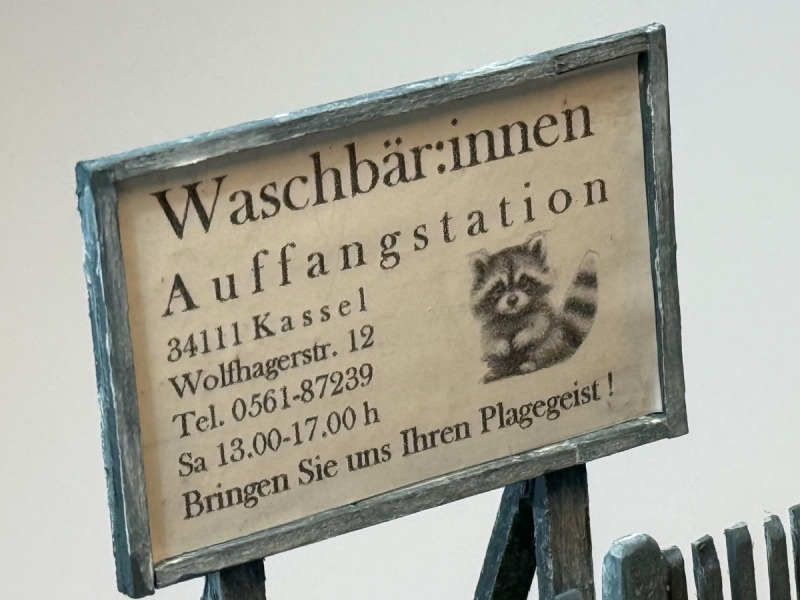 Waschbär:innen
Auffangstation
34111 Kassel
Wolfhagerstr. 12
Tel. 0561-87239
Sa 13.00-17.00 h
Bringen Sie uns Ihren Plagegeist !